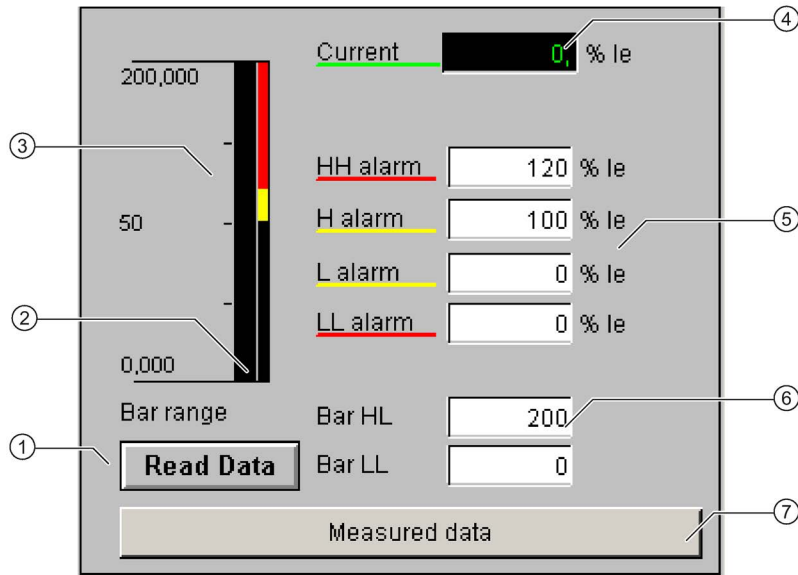 ④
Current 0, % Ie
200,000
③
HH alarm 120 % Ie
H alarm 100 % Ie
50
⑤
L alarm 0 % Ie
②
LL alarm 0 % Ie
0,000
Bar range Bar HL 200
⑥
①
Read Data Bar LL 0
Measured data
⑦